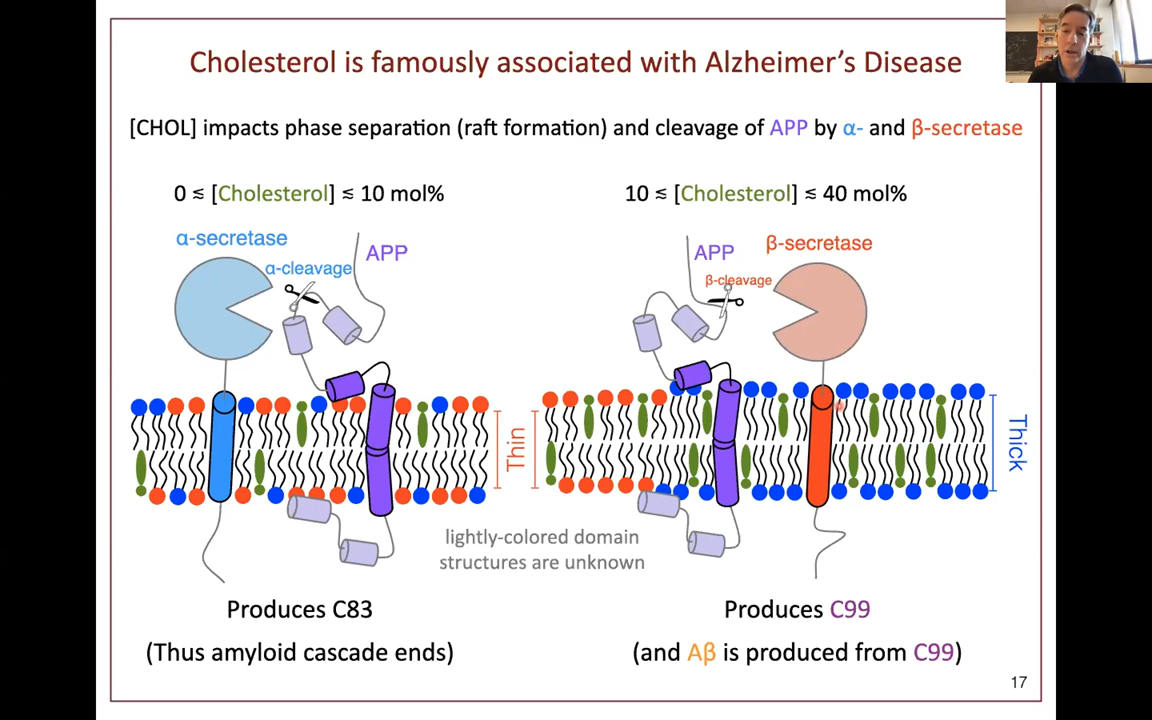 Cholesterol is famously associated with Alzheimer's Disease
[CHOL] impacts phase separation (raft formation) and cleavage of APP by α- and β-secretase
0 ≲ [Cholesterol] ≲ 10 mol%
10 ≲ [Cholesterol] ≲ 40 mol%
α-secretase
α-cleavage
APP
APP
β-secretase
β-cleavage
Thin
Thick
lightly-colored domain
structures are unknown
Produces C83
(Thus amyloid cascade ends)
Produces C99
(and Aβ is produced from C99)
17